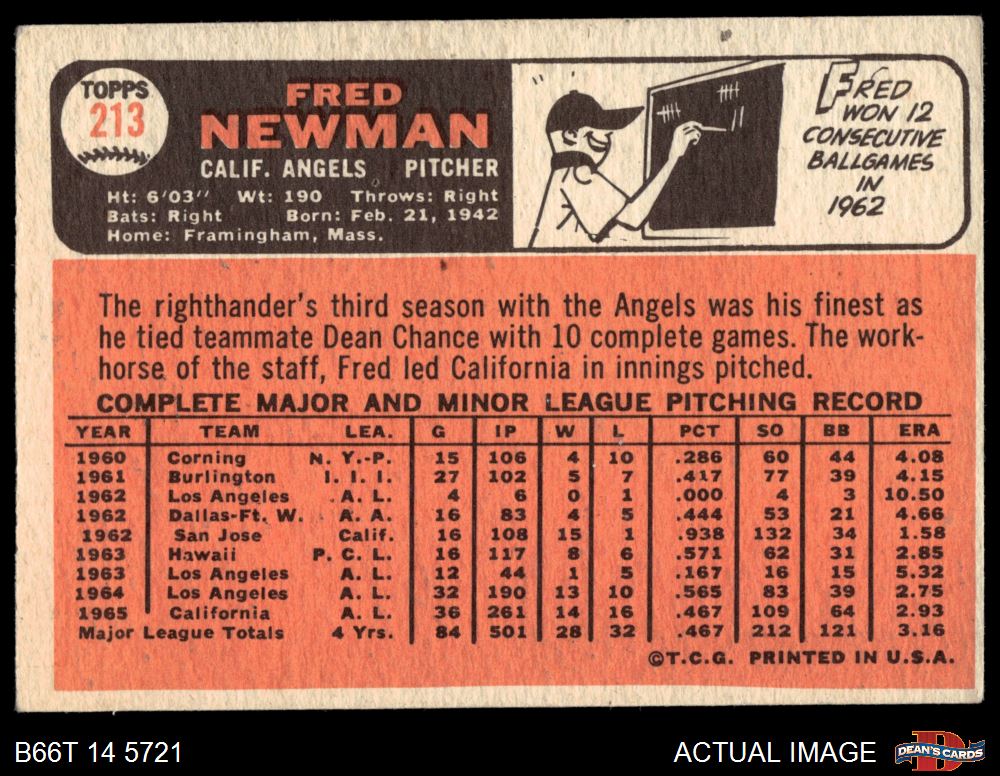 TOPPS
213
FRED
NEWMAN
CALIF. ANGELS PITCHER
Ht: 6'03" Wt: 190 Throws: Right
Bats: Right Born: Feb. 21, 1942
Home: Framingham, Mass.
FRED
WON 12
CONSECUTIVE
BALLGAMES
IN
1962
The righthander's third season with the Angels was his finest as
he tied teammate Dean Chance with 10 complete games. The work-
horse of the staff, Fred led California in innings pitched.
COMPLETE MAJOR AND MINOR LEAGUE PITCHING RECORD
YEAR TEAM LEA. G IP W L PCT SO BB ERA
1960 Corning N. Y.-P. 15 106 4 10 .286 60 44 4.08
1961 Burlington I. I. I. 27 102 5 7 .417 77 39 4.15
1962 Los Angeles A. L. 4 6 0 1 .000 4 3 10.50
1962 Dallas-Ft. W. A. A. 16 83 4 5 .444 53 21 4.66
1962 San Jose Calif. 16 108 15 1 .938 132 34 1.58
1963 Hawaii P. C. L. 16 117 8 6 .571 62 31 2.85
1963 Los Angeles A. L. 12 44 1 5 .167 16 15 5.32
1964 Los Angeles A. L. 32 190 13 10 .565 83 39 2.75
1965 California A. L. 36 261 14 16 .467 109 64 2.93
Major League Totals 4 Yrs. 84 501 28 32 .467 212 121 3.16
©T.C.G. PRINTED IN U.S.A.
B66T 14 5721
ACTUAL IMAGE
DEAN'S CARDS